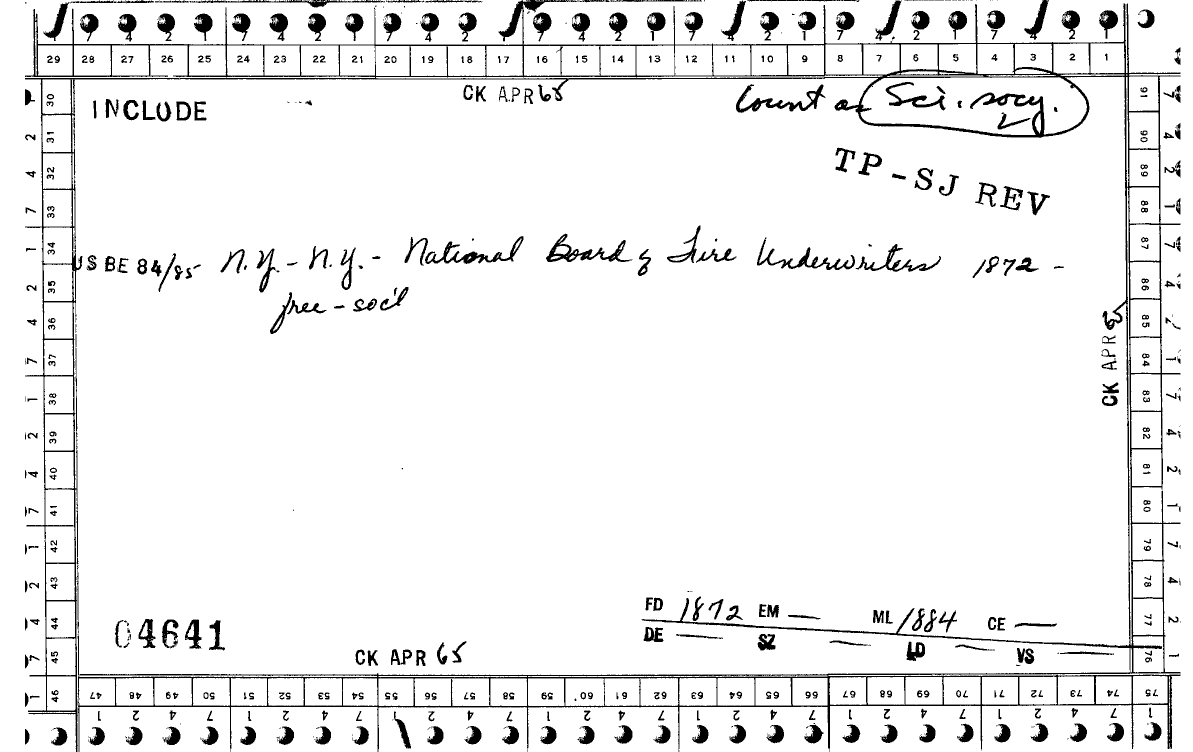 7 4 2 1 7 4 2 1 7 4 2 1 7 4 2 1 7 4 2 1 7 4 2 1 7 4 2 1
29 28 27 26 25 24 23 22 21 20 19 18 17 16 15 14 13 12 11 10 9 8 7 6 5 4 3 2 1
INCLUDE
CK APR 65
Count as Sci. socy.
TP-SJ REV
US BE 84/85 N.Y. - N.Y. - National Board of Fire Underwriters 1872 -
free - soc'l
CK APR 65
FD 1872 EM — ML 1884 CE —
DE — SZ — LD — VS —
04641
CK APR 65
30 31 32 33 34 35 36 37 38 39 40 41 42 43 44 45 46
91 90 89 88 87 86 85 84 83 82 81 80 79 78 77 76
47 48 49 50 51 52 53 54 55 56 57 58 59 60 61 62 63 64 65 66 67 68 69 70 71 72 73 74 75
1 2 4 7 1 2 4 7 1 2 4 7 1 2 4 7 1 2 4 7 1 2 4 7 1 2 4 7 1